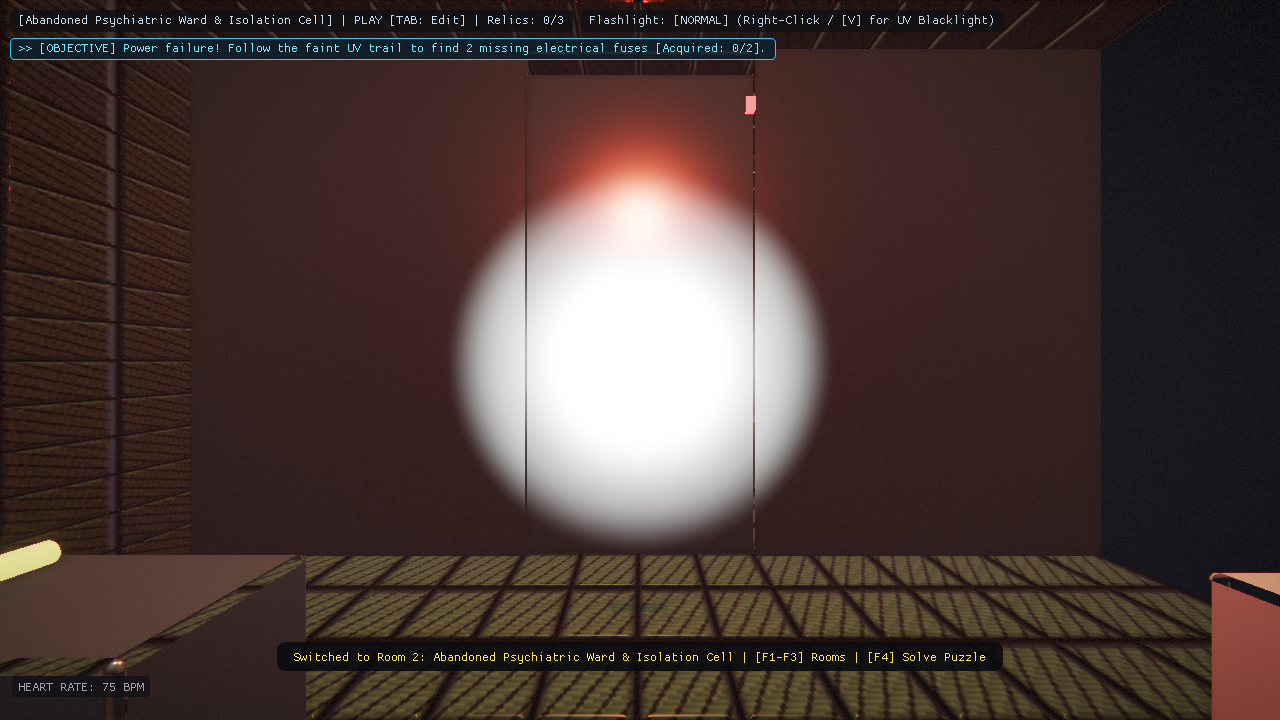 [Abandoned Psychiatric Ward & Isolation Cell] | PLAY [TAB: Edit] | Relics: 0/3
Flashlight: [NORMAL] (Right-Click / [V] for UV Blacklight)
>> [OBJECTIVE] Power failure! Follow the faint UV trail to find 2 missing electrical fuses [Acquired: 0/2].
Switched to Room 2: Abandoned Psychiatric Ward & Isolation Cell | [F1-F3] Rooms | [F4] Solve Puzzle
HEART RATE: 75 BPM